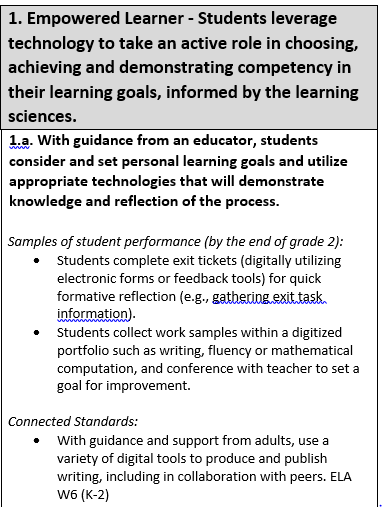 1. Empowered Learner - Students leverage
technology to take an active role in choosing,
achieving and demonstrating competency in
their learning goals, informed by the learning
sciences.
1.a. With guidance from an educator, students
consider and set personal learning goals and utilize
appropriate technologies that will demonstrate
knowledge and reflection of the process.
Samples of student performance (by the end of grade 2):
• Students complete exit tickets (digitally utilizing
electronic forms or feedback tools) for quick
formative reflection (e.g., gathering exit task
information).
• Students collect work samples within a digitized
portfolio such as writing, fluency or mathematical
computation, and conference with teacher to set a
goal for improvement.
Connected Standards:
• With guidance and support from adults, use a
variety of digital tools to produce and publish
writing, including in collaboration with peers. ELA
W6 (K-2)